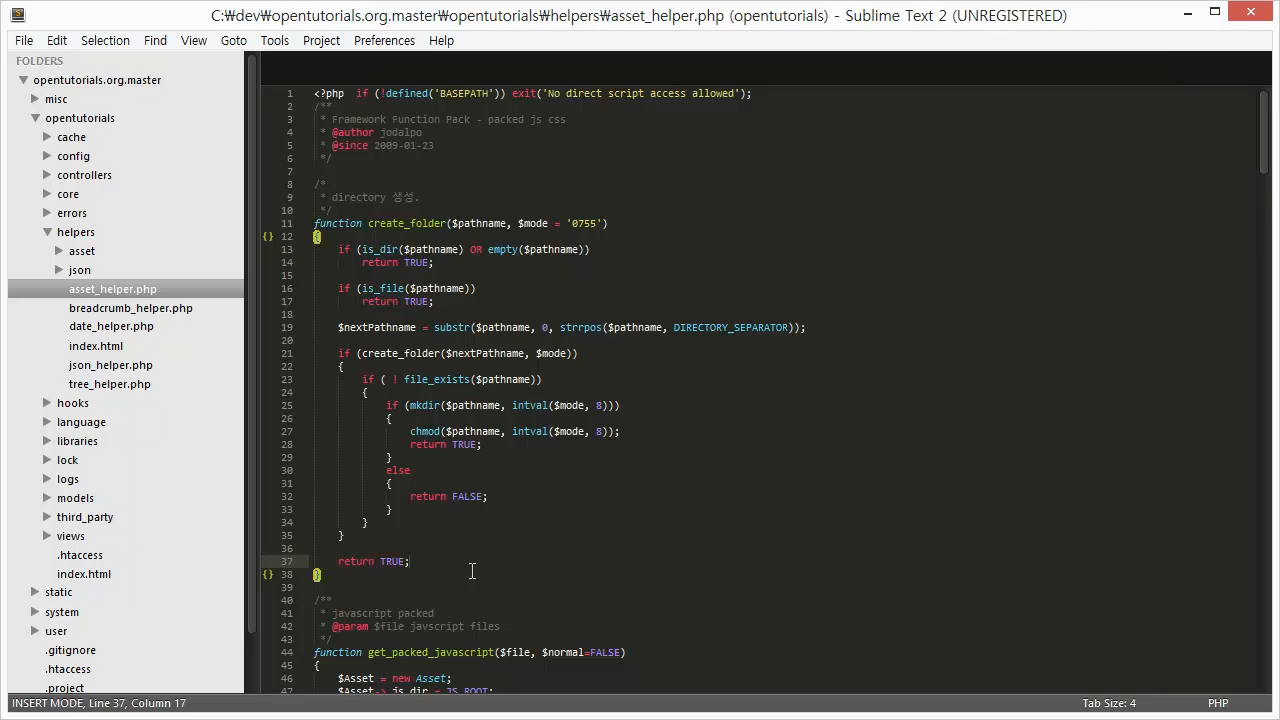 C:₩dev₩opentutorials.org.master₩opentutorials₩helpers₩asset_helper.php (opentutorials) - Sublime Text 2 (UNREGISTERED)
File Edit Selection Find View Goto Tools Project Preferences Help
FOLDERS
opentutorials.org.master
misc
opentutorials
cache
config
controllers
core
errors
helpers
asset
json
asset_helper.php
breadcrumb_helper.php
date_helper.php
index.html
json_helper.php
tree_helper.php
hooks
language
libraries
lock
logs
models
third_party
views
.htaccess
index.html
static
system
user
.gitignore
.htaccess
.project
1 <?php  if (!defined('BASEPATH')) exit('No direct script access allowed');
2 /**
3  * Framework Function Pack - packed js css
4  * @author jodalpo
5  * @since 2009-01-23
6  */
7
8 /*
9  * directory 생성.
10  */
11 function create_folder($pathname, $mode = '0755')
{} 12 {
13     if (is_dir($pathname) OR empty($pathname))
14         return TRUE;
15
16     if (is_file($pathname))
17         return TRUE;
18
19     $nextPathname = substr($pathname, 0, strrpos($pathname, DIRECTORY_SEPARATOR));
20
21     if (create_folder($nextPathname, $mode))
22     {
23         if ( ! file_exists($pathname))
24         {
25             if (mkdir($pathname, intval($mode, 8)))
26             {
27                 chmod($pathname, intval($mode, 8));
28                 return TRUE;
29             }
30             else
31             {
32                 return FALSE;
33             }
34         }
35     }
36
37     return TRUE;
{} 38 }
39
40 /**
41  * javascript packed
42  * @param $file javscript files
43  */
44 function get_packed_javascript($file, $normal=FALSE)
45 {
46     $Asset = new Asset;
47     $Asset-> js_dir = JS_ROOT;
INSERT MODE, Line 37, Column 17
Tab Size: 4
PHP